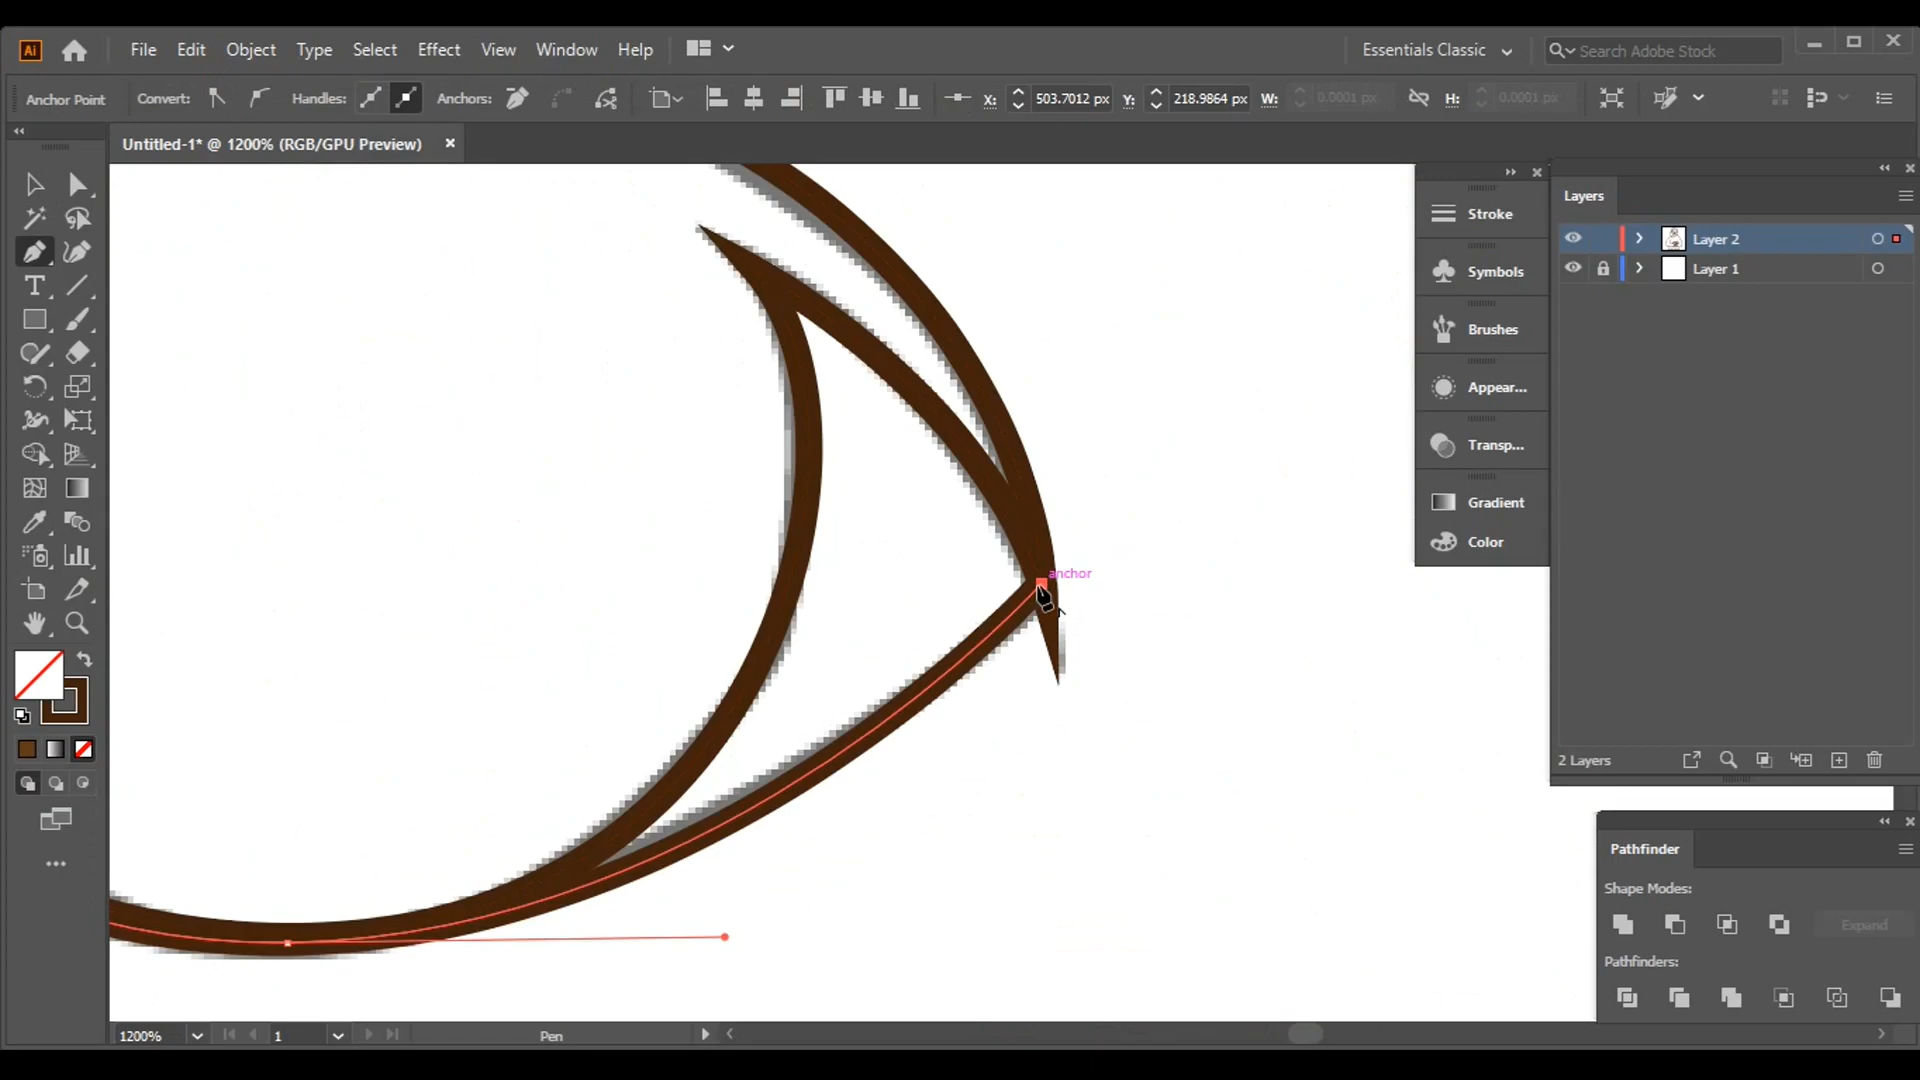 Ai File Edit Object Type Select Effect View Window Help Essentials Classic Search Adobe Stock
Anchor Point Convert: Handles: Anchors: X: 503.7012 px Y: 218.9864 px W: 0.0001 px H: 0.0001 px
Untitled-1* @ 1200% (RGB/GPU Preview)
anchor
Stroke
Symbols
Brushes
Appear...
Transp...
Gradient
Color
Layers
Layer 2
Layer 1
2 Layers
Pathfinder
Shape Modes:
Expand
Pathfinders:
1200% 1 Pen